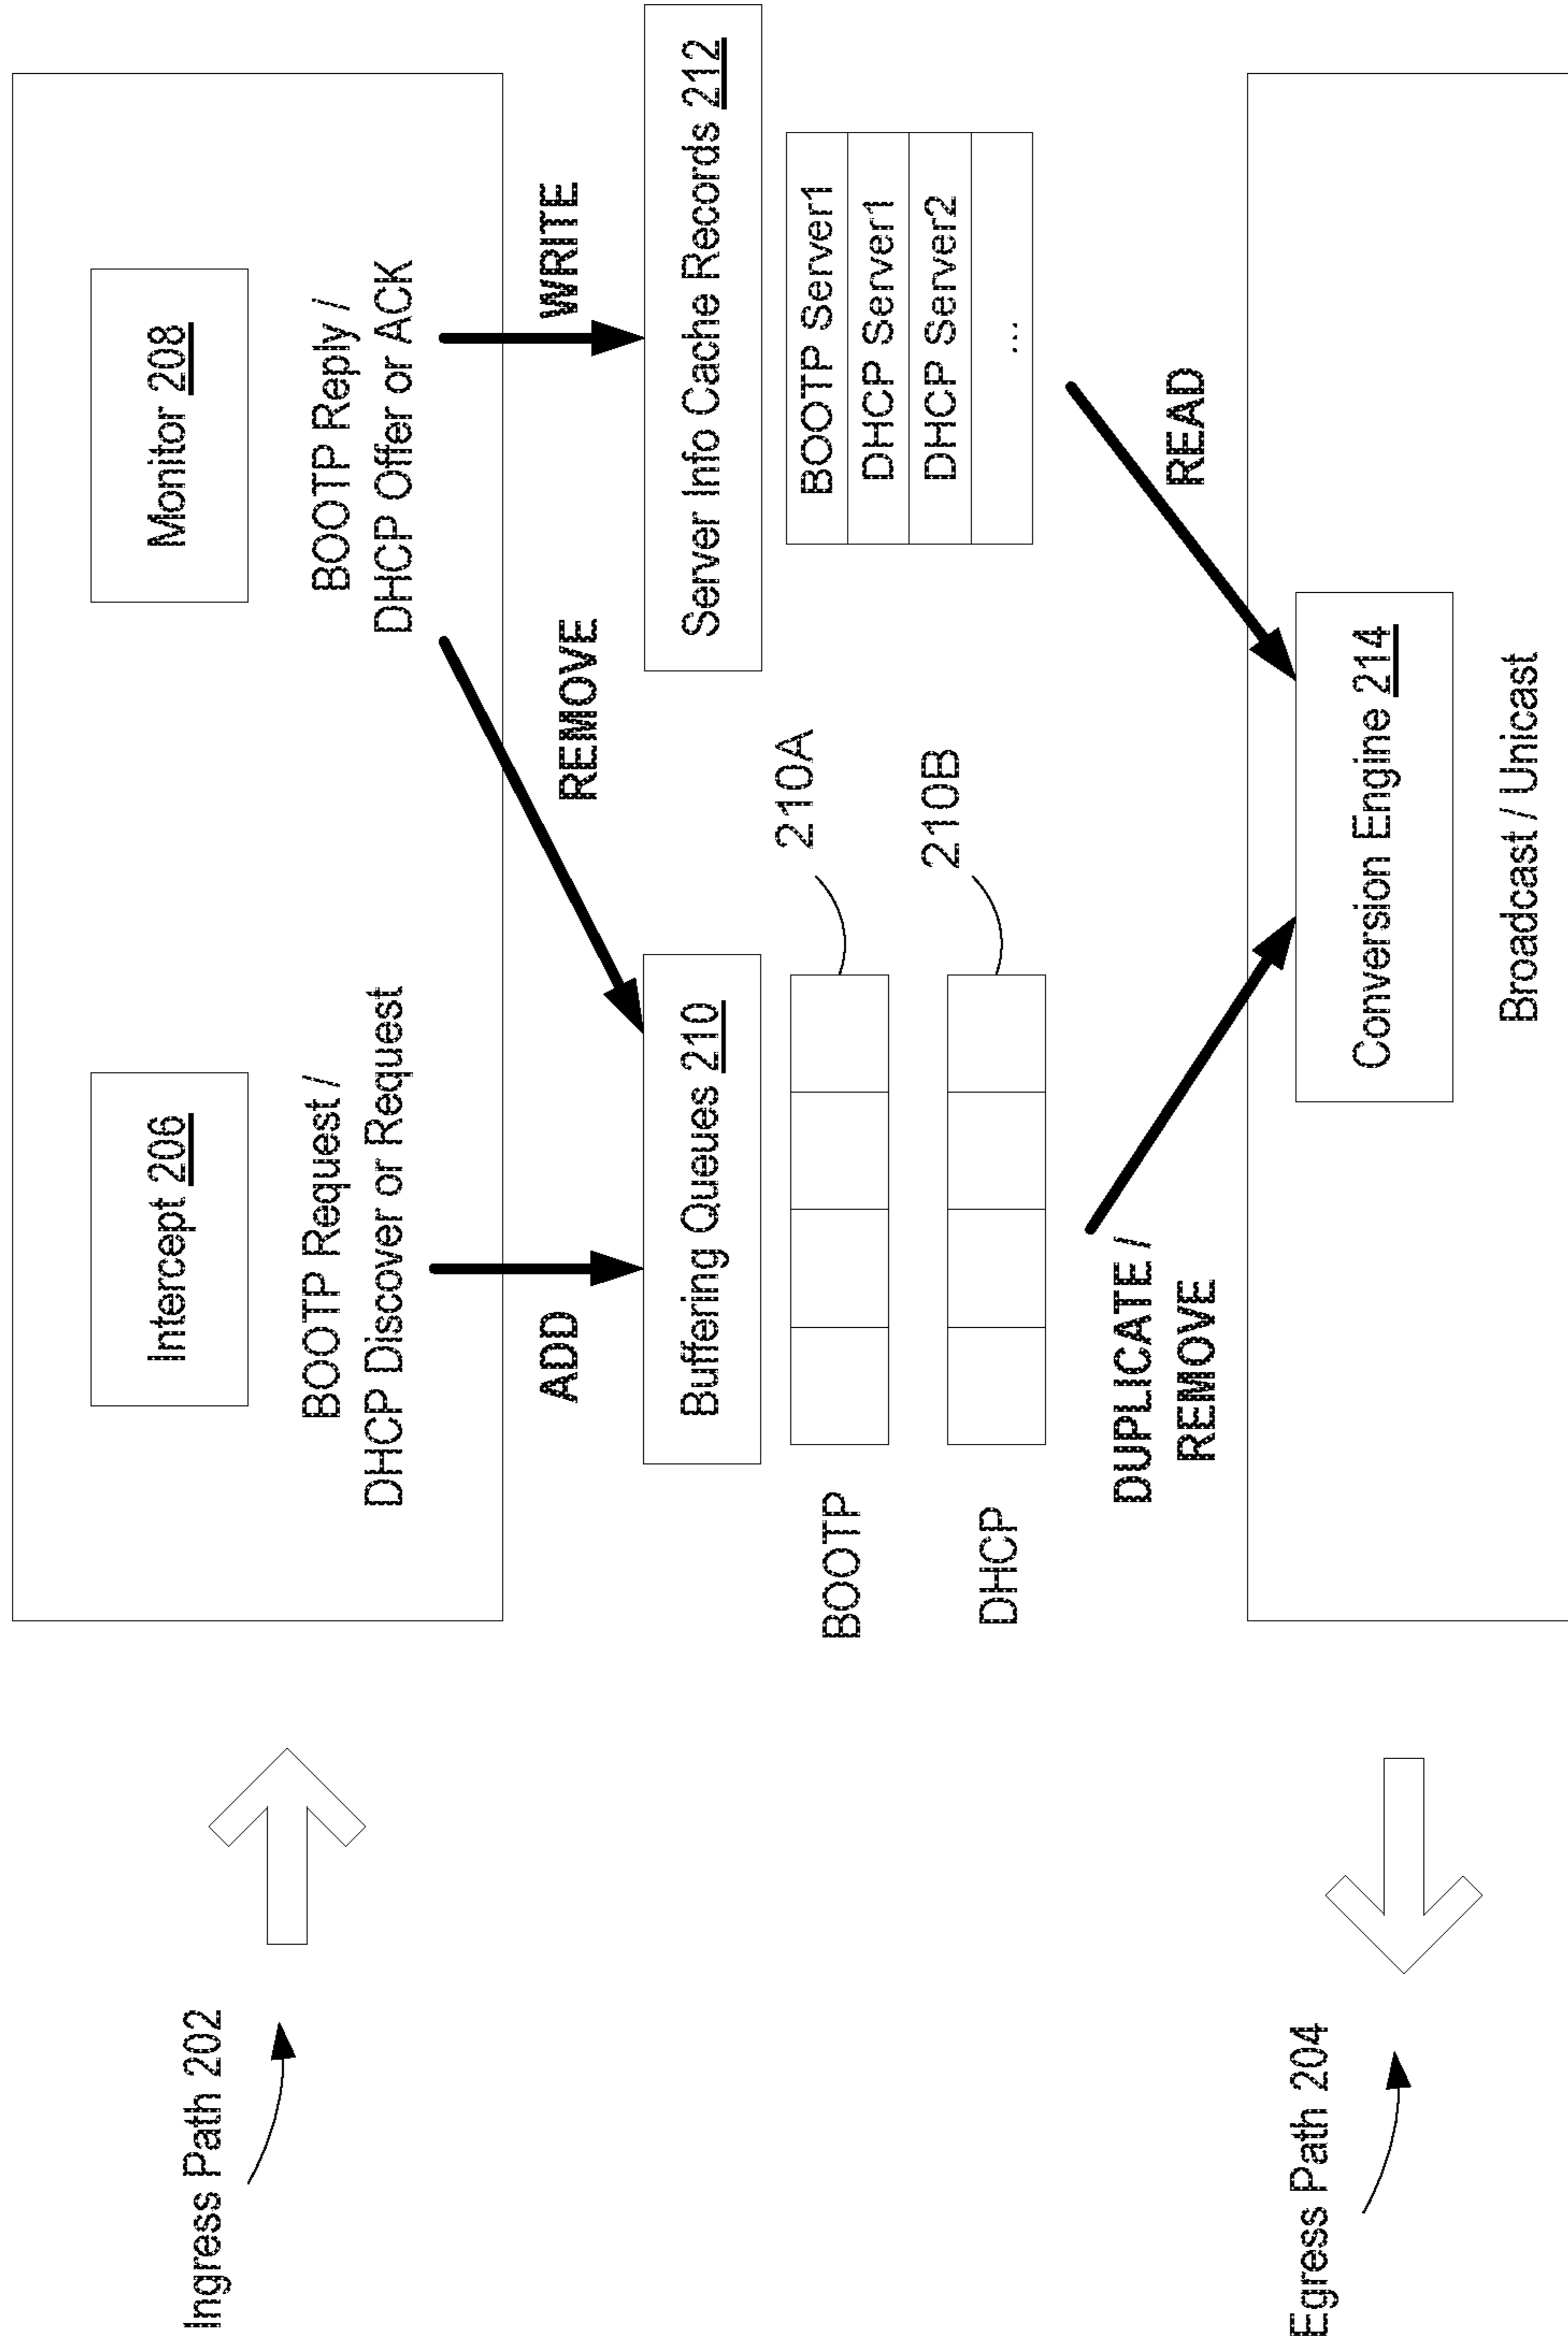 Ingress Path 202
Intercept 206
BOOTP Request /
DHCP Discover or Request
Monitor 208
BOOTP Reply /
DHCP Offer or ACK
ADD
REMOVE
WRITE
Buffering Queues 210
BOOTP
210A
DHCP
210B
Server Info Cache Records 212
BOOTP Server1
DHCP Server1
DHCP Server2
...
DUPLICATE /
REMOVE
READ
Egress Path 204
Conversion Engine 214
Broadcast / Unicast